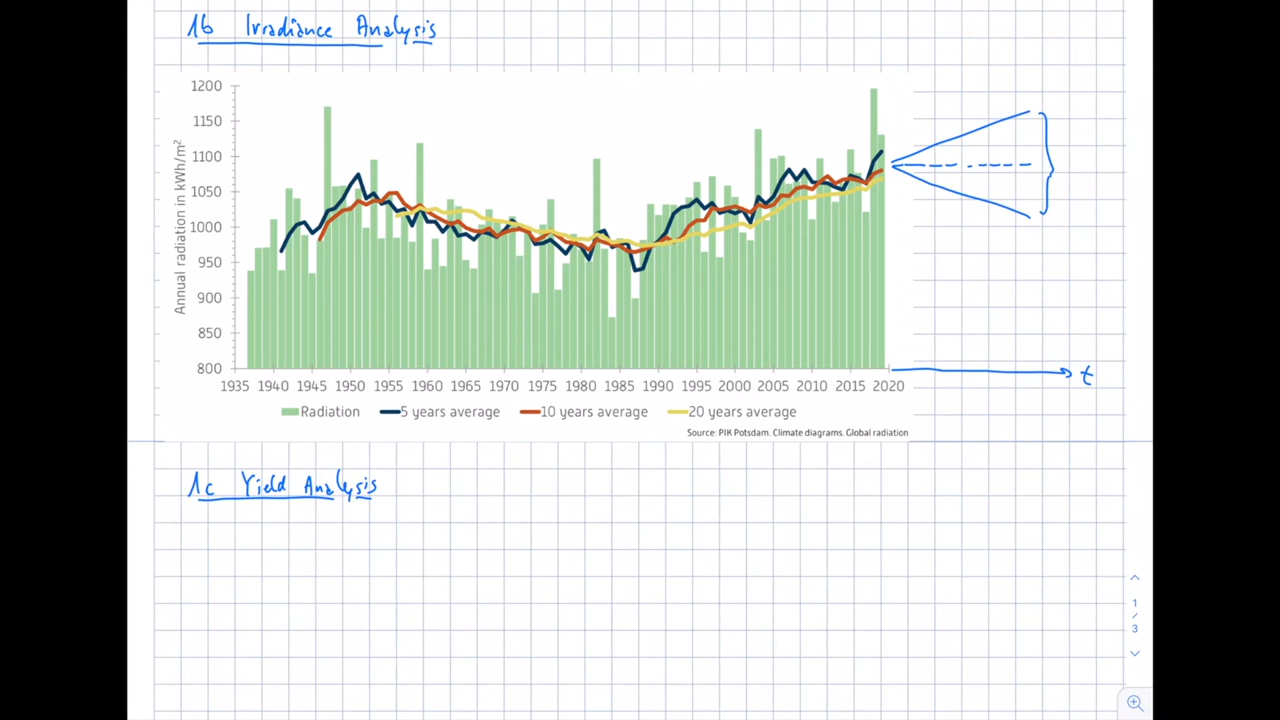 1b Irradiance Analysis
1200
1150
1100
1050
1000
950
900
850
800
Annual radiation in kWh/m²
1935 1940 1945 1950 1955 1960 1965 1970 1975 1980 1985 1990 1995 2000 2005 2010 2015 2020
t
Radiation 5 years average 10 years average 20 years average
Source: PIK Potsdam. Climate diagrams. Global radiation
1c Yield Analysis
1
/
3